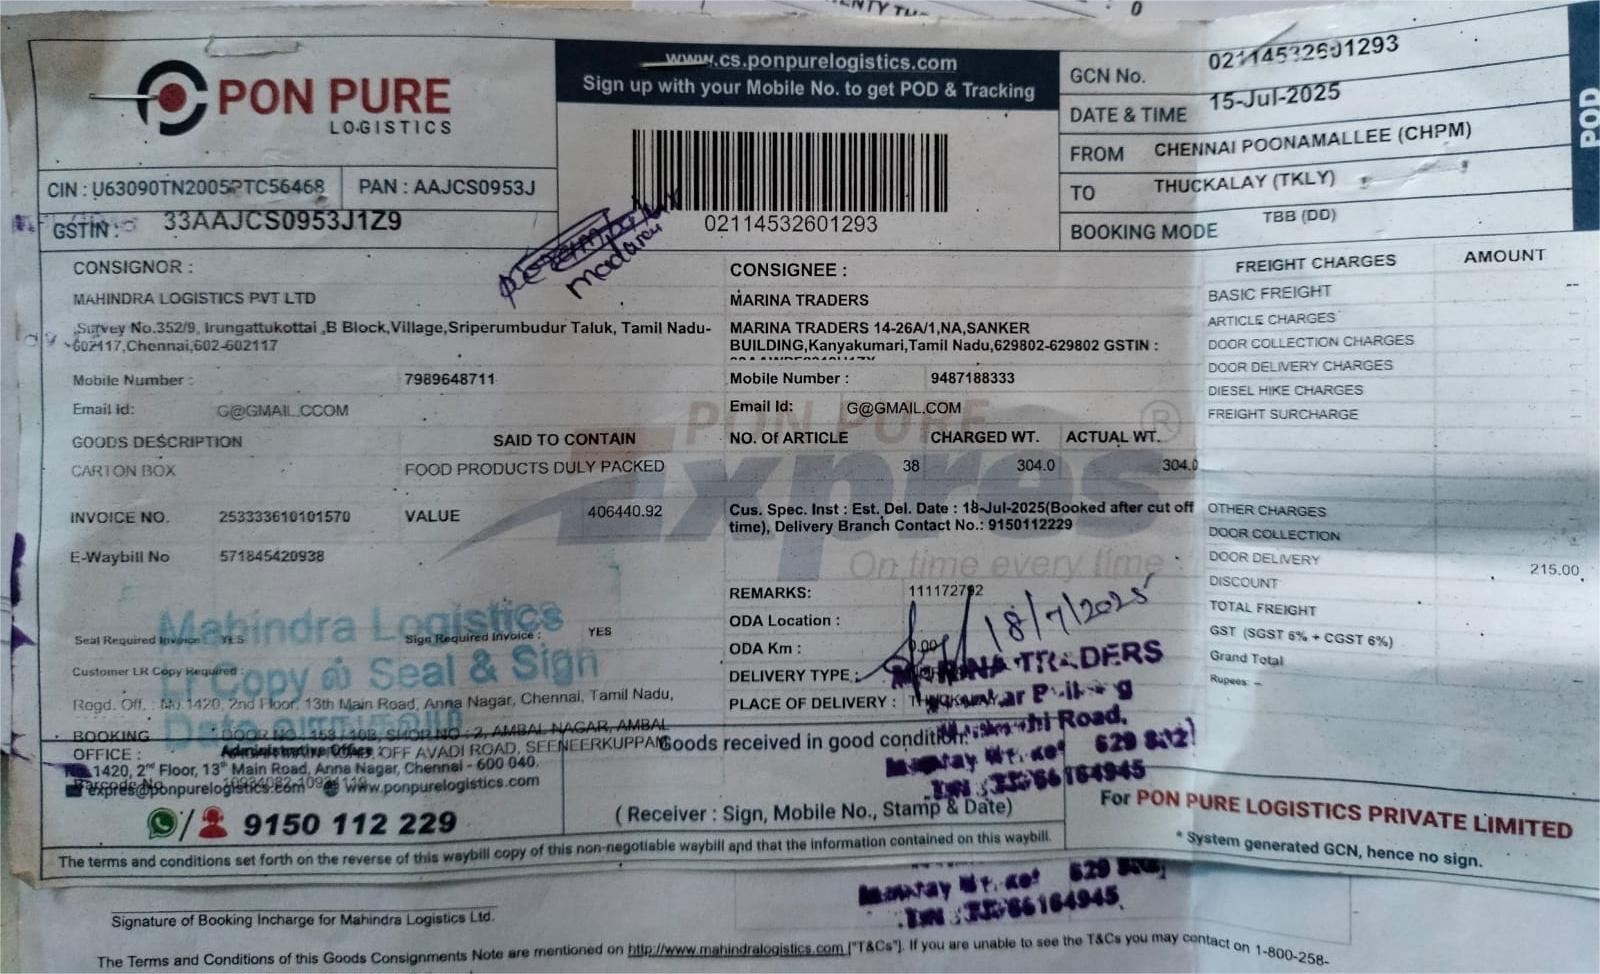 PON PURE
LOGISTICS
www.cs.ponpurelogistics.com
Sign up with your Mobile No. to get POD & Tracking
02114532601293
GCN No. 02114532601293
DATE & TIME 15-Jul-2025
FROM CHENNAI POONAMALLEE (CHPM)
TO THUCKALAY (TKLY)
BOOKING MODE TBB (DD)
POD
CIN : U63090TN2005PTC56468 PAN : AAJCS0953J
GSTIN : 33AAJCS0953J1Z9
CONSIGNOR :
MAHINDRA LOGISTICS PVT LTD
Survey No.352/9, Irungattukottai ,B Block,Village,Sriperumbudur Taluk, Tamil Nadu-
602117,Chennai,602-602117
Mobile Number : 7989648711
Email Id: G@GMAIL.CCOM
CONSIGNEE :
MARINA TRADERS
MARINA TRADERS 14-26A/1,NA,SANKER
BUILDING,Kanyakumari,Tamil Nadu,629802-629802 GSTIN :
Mobile Number : 9487188333
Email Id: G@GMAIL.COM
GOODS DESCRIPTION SAID TO CONTAIN NO. Of ARTICLE CHARGED WT. ACTUAL WT.
CARTON BOX FOOD PRODUCTS DULY PACKED 38 304.0 304.0
INVOICE NO. 253333610101570 VALUE 406440.92
E-Waybill No 571845420938
Cus. Spec. Inst : Est. Del. Date : 18-Jul-2025(Booked after cut off
time), Delivery Branch Contact No.: 9150112229
PON PURE
Expres ®
On time every time
REMARKS: 111172792
ODA Location :
ODA Km : 0.00
DELIVERY TYPE :
PLACE OF DELIVERY :
18/7/2025
TRADERS
Road.
FREIGHT CHARGES AMOUNT
BASIC FREIGHT --
ARTICLE CHARGES
DOOR COLLECTION CHARGES
DOOR DELIVERY CHARGES
DIESEL HIKE CHARGES
FREIGHT SURCHARGE
OTHER CHARGES
DOOR COLLECTION
DOOR DELIVERY 215.00
DISCOUNT
TOTAL FREIGHT
GST (SGST 6% + CGST 6%)
Grand Total
Rupees: –
Seal Required Invoice YES Sign Required Invoice : YES
Customer LR Copy Required :
Mahindra Logistics
Lr Copy ல் Seal & Sign
Regd. Off. : No.1420, 2nd Floor, 13th Main Road, Anna Nagar, Chennai, Tamil Nadu,
BOOKING
OFFICE :
AMBAL NAGAR, AMBAL
OFF AVADI ROAD, SEENEERKUPPAM
Administrative Office :
No.1420, 2nd Floor, 13th Main Road, Anna Nagar, Chennai - 600 040.
expres@ponpurelogistics.com www.ponpurelogistics.com
9150 112 229
Goods received in good condition.
( Receiver : Sign, Mobile No., Stamp & Date)
For PON PURE LOGISTICS PRIVATE LIMITED
* System generated GCN, hence no sign.
The terms and conditions set forth on the reverse of this waybill copy of this non-negotiable waybill and that the information contained on this waybill.
Signature of Booking Incharge for Mahindra Logistics Ltd.
The Terms and Conditions of this Goods Consignments Note are mentioned on http://www.mahindralogistics.com ["T&Cs"]. If you are unable to see the T&Cs you may contact on 1-800-258-